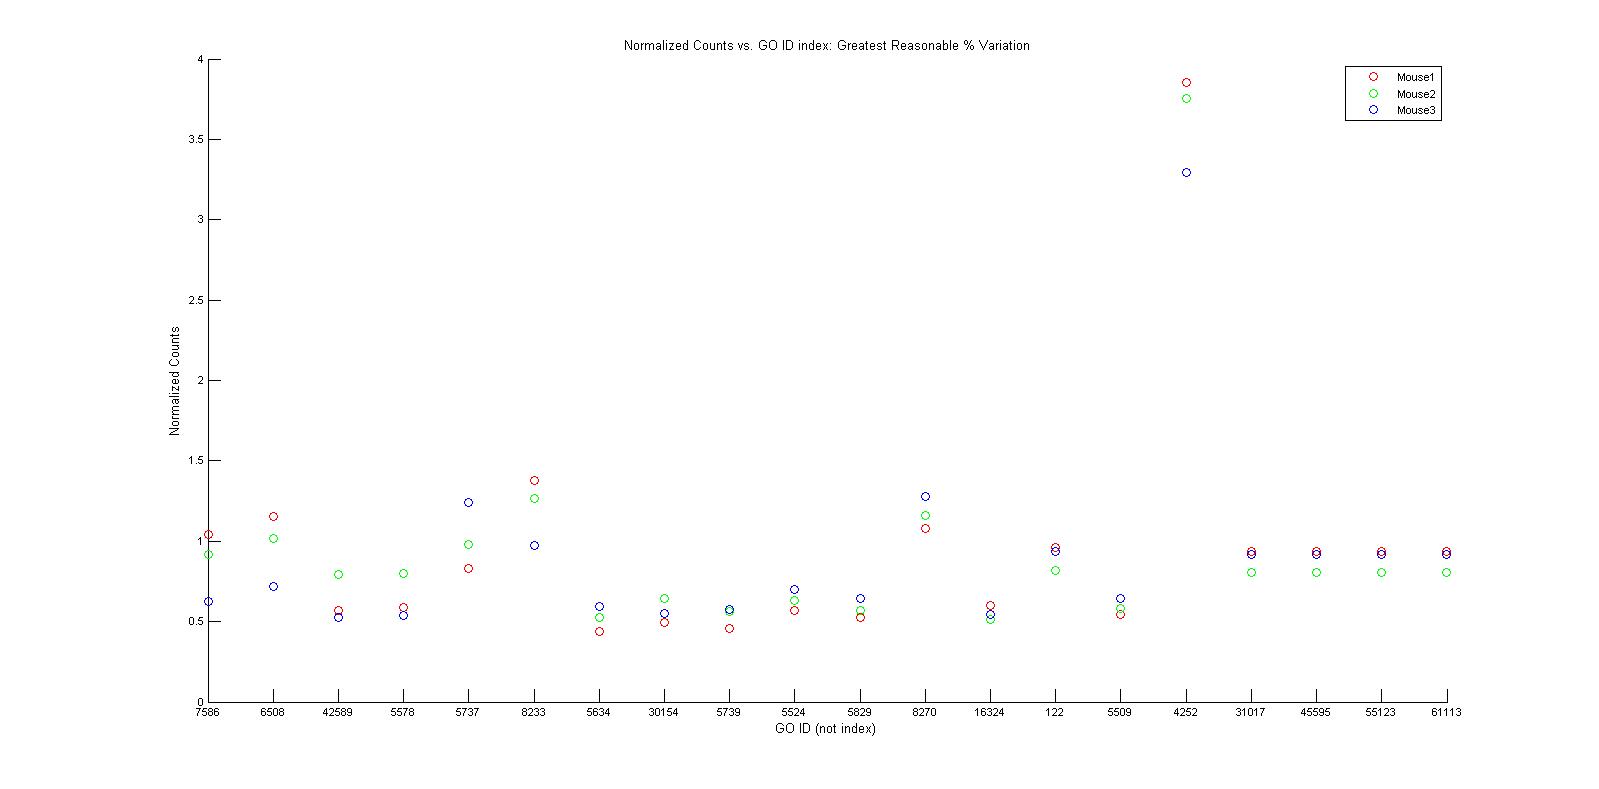 Normalized Counts vs. GO ID index: Greatest Reasonable % Variation
Mouse1
Mouse2
Mouse3
Normalized Counts
4
3.5
3
2.5
2
1.5
1
0.5
0
7586 6508 42589 5578 5737 8233 5634 30154 5739 5524 5829 8270 16324 122 5509 4252 31017 45595 55123 61113
GO ID (not index)